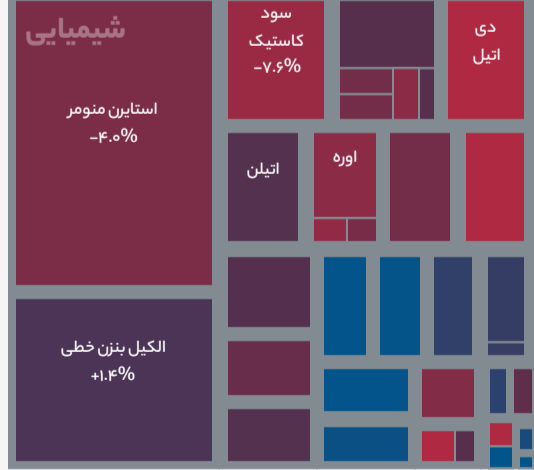 شیمیایی
استایرن منومر
-۴.۰%
الکیل بنزن خطی
+۱.۴%
سود
کاستیک
-۷.۶%
دی
اتیل
اتیلن
اوره